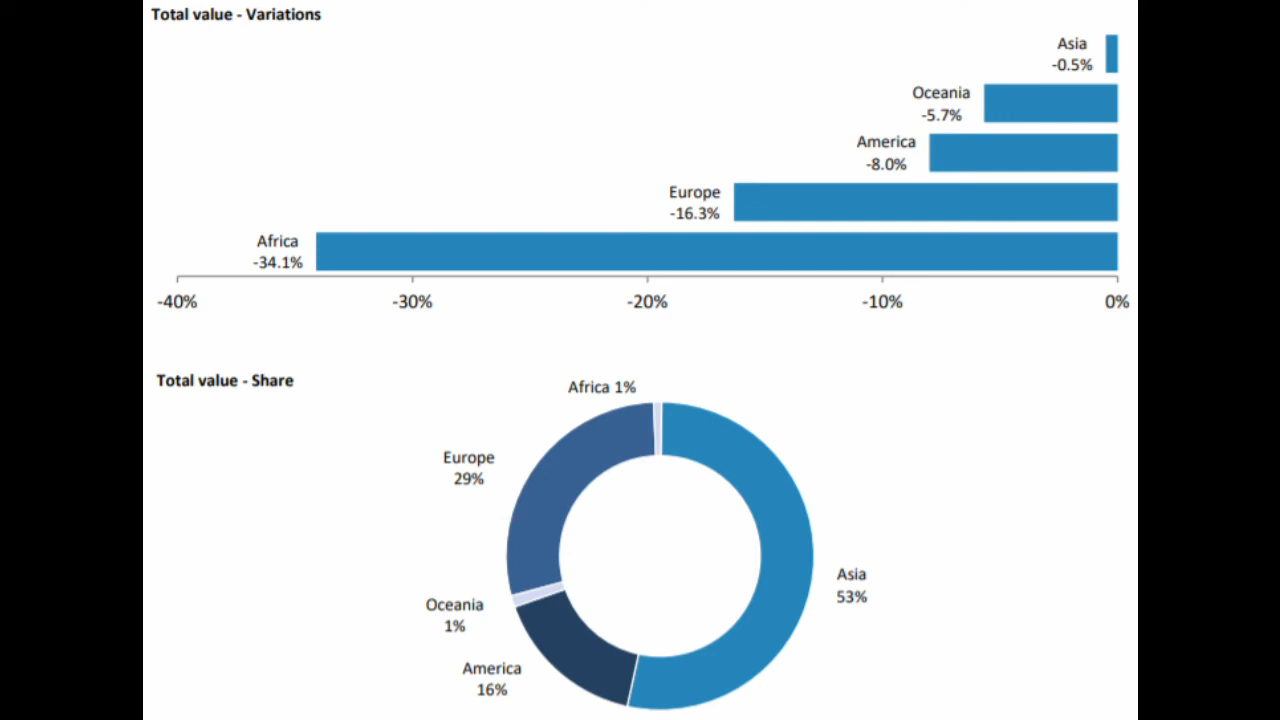 Total value - Variations
Asia
-0.5%
Oceania
-5.7%
America
-8.0%
Europe
-16.3%
Africa
-34.1%
-40%
-30%
-20%
-10%
0%
Total value - Share
Africa 1%
Europe
29%
Asia
53%
Oceania
1%
America
16%